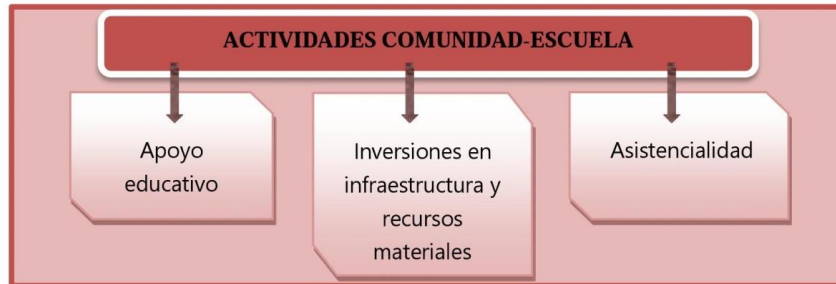 ACTIVIDADES COMUNIDAD-ESCUELA
Apoyo
educativo
Inversiones en
infraestructura y
recursos
materiales
Asistencialidad